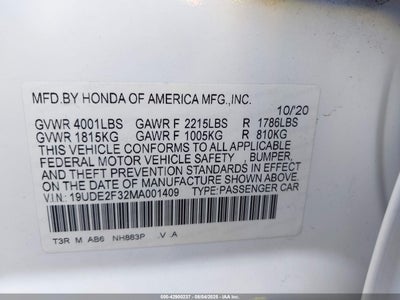 MFD.BY HONDA OF AMERICA MFG.,INC.
10/'20
GVWR 4001LBS GAWR F 2215LBS R 1786LBS
GVWR 1815KG GAWR F 1005KG R 810KG
THIS VEHICLE CONFORMS TO ALL APPLICABLE
FEDERAL MOTOR VEHICLE SAFETY , BUMPER,
AND THEFT PREVENTION STANDARDS IN EFFECT
ON THE DATE OF MANUFACTURE SHOWN ABOVE.
V.I.N: 19UDE2F32MA001409 TYPE:PASSENGER CAR
T3R M AB6 NH883P .V .A